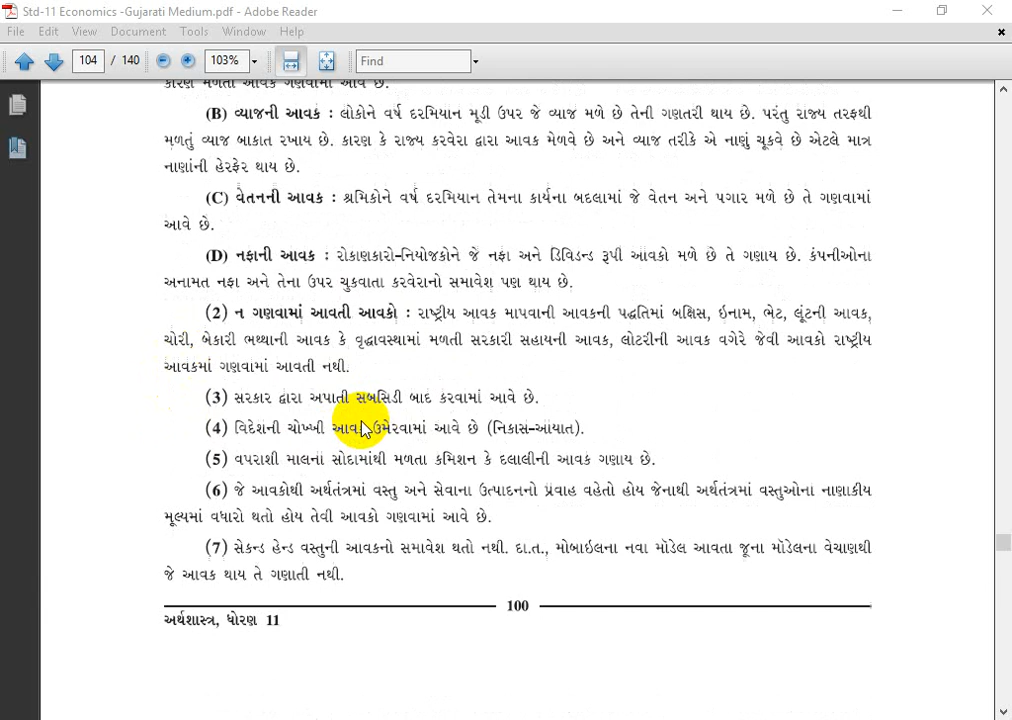 Std-11 Economics -Gujarati Medium.pdf - Adobe Reader
File Edit View Document Tools Window Help
104 / 140 103% Find
કારણે મળતી આવક ગણવામાં આવે છે.
(B) વ્યાજની આવક : લોકોને વર્ષ દરમિયાન મૂડી ઉપર જે વ્યાજ મળે છે તેની ગણતરી થાય છે. પરંતુ રાજ્ય તરફથી
મળતું વ્યાજ બાકાત રખાય છે. કારણ કે રાજ્ય કરવેરા દ્વારા આવક મેળવે છે અને વ્યાજ તરીકે એ નાણું ચૂકવે છે એટલે માત્ર
નાણાંની હેરફેર થાય છે.
(C) વેતનની આવક : શ્રમિકોને વર્ષ દરમિયાન તેમના કાર્યના બદલામાં જે વેતન અને પગાર મળે છે તે ગણવામાં
આવે છે.
(D) નફાની આવક : રોકાણકારો–નિયોજકોને જે નફા અને ડિવિડન્ડ રૂપી આવકો મળે છે તે ગણાય છે. કંપનીઓના
અનામત નફા અને તેના ઉપર ચુકવાતા કરવેરાનો સમાવેશ પણ થાય છે.
(2) ન ગણવામાં આવતી આવકો : રાષ્ટ્રીય આવક માપવાની આવકની પદ્ધતિમાં બક્ષિસ, ઇનામ, ભેટ, લૂંટની આવક,
ચોરી, બેકારી ભથ્થાની આવક કે વૃદ્ધાવસ્થામાં મળતી સરકારી સહાયની આવક, લોટરીની આવક વગેરે જેવી આવકો રાષ્ટ્રીય
આવકમાં ગણવામાં આવતી નથી.
(3) સરકાર દ્વારા અપાતી સબસિડી બાદ કરવામાં આવે છે.
(4) વિદેશની ચોખ્ખી ઉમેરવામાં આવે છે (નિકાસ–આયાત).
(5) વપરાશી માલના સોદામાંથી મળતા કમિશન કે દલાલીની આવક ગણાય છે.
(6) જે આવકોથી અર્થતંત્રમાં વસ્તુ અને સેવાના ઉત્પાદનનો પ્રવાહ વહેતો હોય જેનાથી અર્થતંત્રમાં વસ્તુઓના નાણાકીય
મૂલ્યમાં વધારો થતો હોય તેવી આવકો ગણવામાં આવે છે.
(7) સેકન્ડ હેન્ડ વસ્તુની આવકનો સમાવેશ થતો નથી. દા.ત., મોબાઇલના નવા મૉડેલ આવતા જૂના મૉડેલના વેચાણથી
જે આવક થાય તે ગણાતી નથી.
100
અર્થશાસ્ત્ર, ધોરણ 11